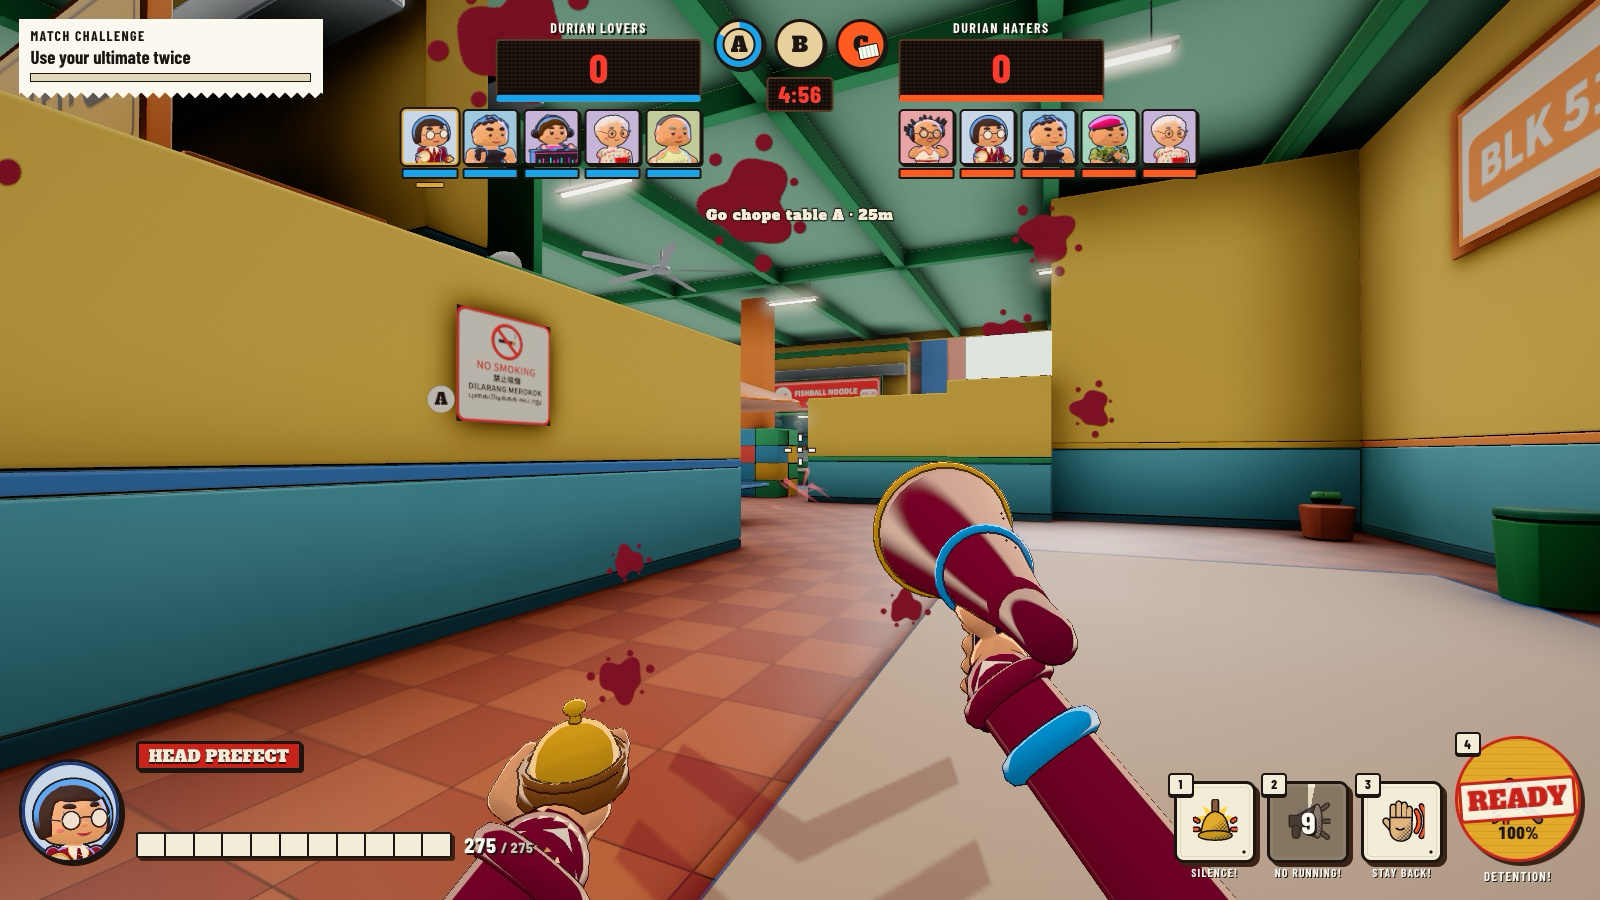 MATCH CHALLENGE
Use your ultimate twice
DURIAN LOVERS
0
A
B
C
4:56
DURIAN HATERS
0
Go chope table A · 25m
NO SMOKING
禁止吸烟
DILARANG MEROKOK
புகைபிடிக்கக் கூடாது
A
FISHBALL NOODLE
BLK 51
HEAD PREFECT
275 / 275
1
SILENCE!
2
9
NO RUNNING!
3
STAY BACK!
4
READY
100%
DETENTION!